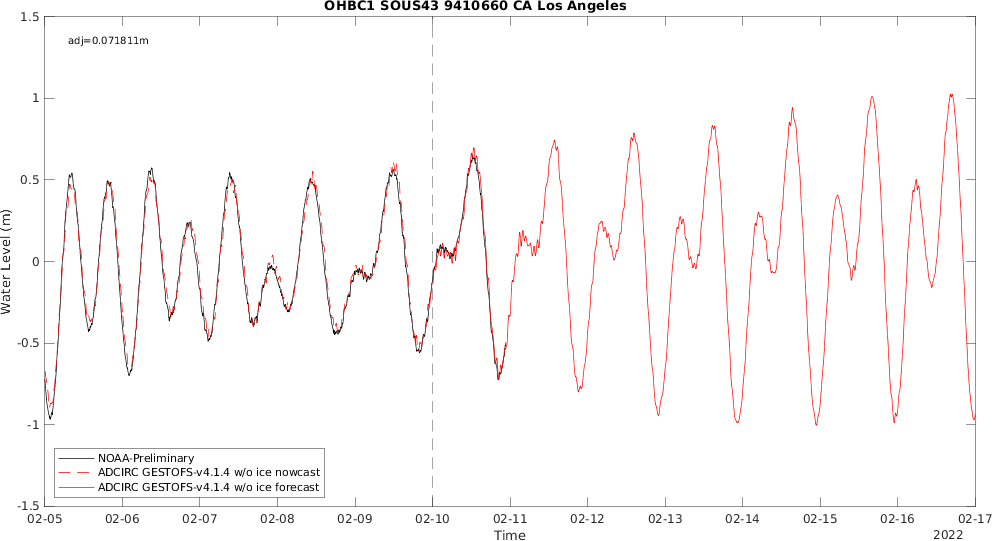 OHBC1 SOUS43 9410660 CA Los Angeles
1.5
adj=0.071811m
1
0.5
0
-0.5
-1
-1.5
Water Level (m)
NOAA-Preliminary
ADCIRC GESTOFS-v4.1.4 w/o ice nowcast
ADCIRC GESTOFS-v4.1.4 w/o ice forecast
02-05 02-06 02-07 02-08 02-09 02-10 02-11 02-12 02-13 02-14 02-15 02-16 02-17
Time
2022